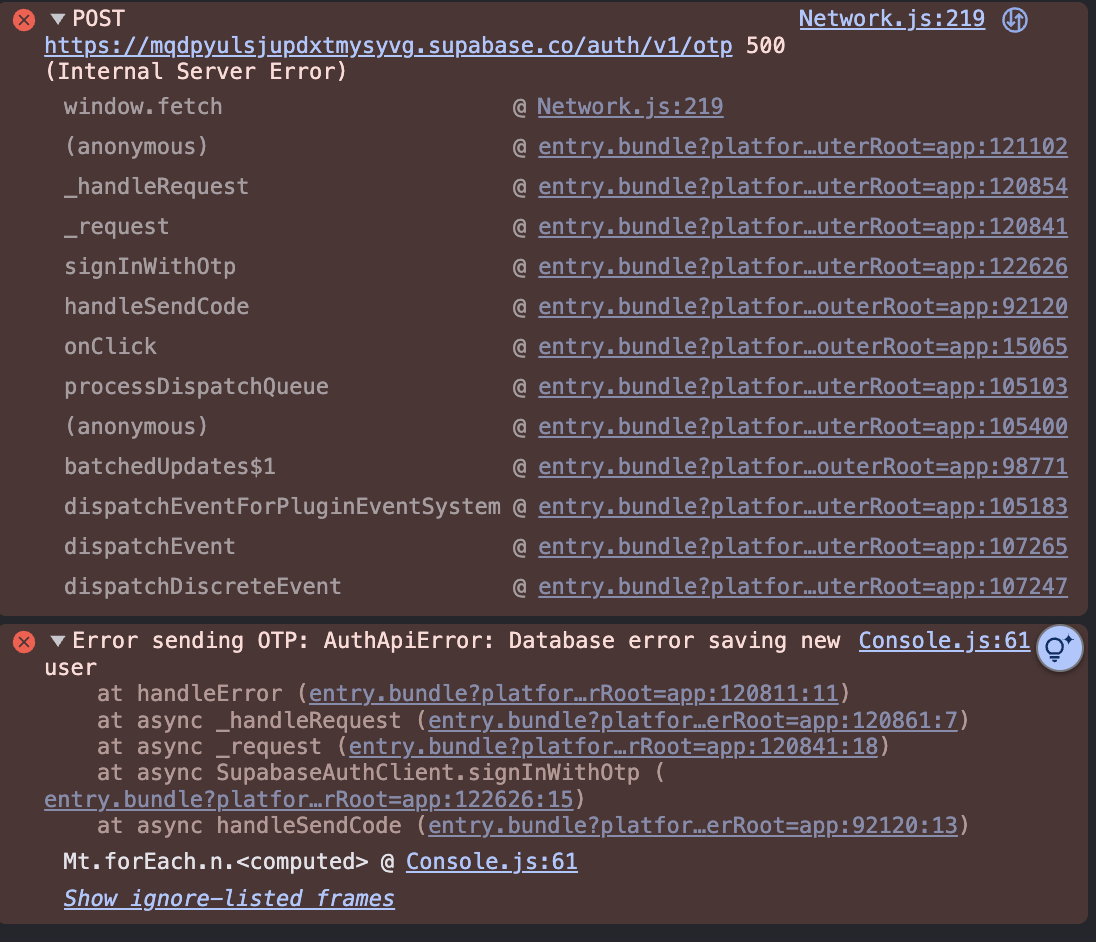 ▼ POST Network.js:219
https://mqdpyulsjupdxtmysyvg.supabase.co/auth/v1/otp 500
(Internal Server Error)
window.fetch @ Network.js:219
(anonymous) @ entry.bundle?platfor…uterRoot=app:121102
_handleRequest @ entry.bundle?platfor…uterRoot=app:120854
_request @ entry.bundle?platfor…uterRoot=app:120841
signInWithOtp @ entry.bundle?platfor…uterRoot=app:122626
handleSendCode @ entry.bundle?platfor…outerRoot=app:92120
onClick @ entry.bundle?platfor…outerRoot=app:15065
processDispatchQueue @ entry.bundle?platfor…uterRoot=app:105103
(anonymous) @ entry.bundle?platfor…uterRoot=app:105400
batchedUpdates$1 @ entry.bundle?platfor…outerRoot=app:98771
dispatchEventForPluginEventSystem @ entry.bundle?platfor…uterRoot=app:105183
dispatchEvent @ entry.bundle?platfor…uterRoot=app:107265
dispatchDiscreteEvent @ entry.bundle?platfor…uterRoot=app:107247
▼ Error sending OTP: AuthApiError: Database error saving new Console.js:61
user
at handleError (entry.bundle?platfor…rRoot=app:120811:11)
at async _handleRequest (entry.bundle?platfor…erRoot=app:120861:7)
at async _request (entry.bundle?platfor…rRoot=app:120841:18)
at async SupabaseAuthClient.signInWithOtp (
entry.bundle?platfor…rRoot=app:122626:15)
at async handleSendCode (entry.bundle?platfor…erRoot=app:92120:13)
Mt.forEach.n.<computed> @ Console.js:61
Show ignore-listed frames